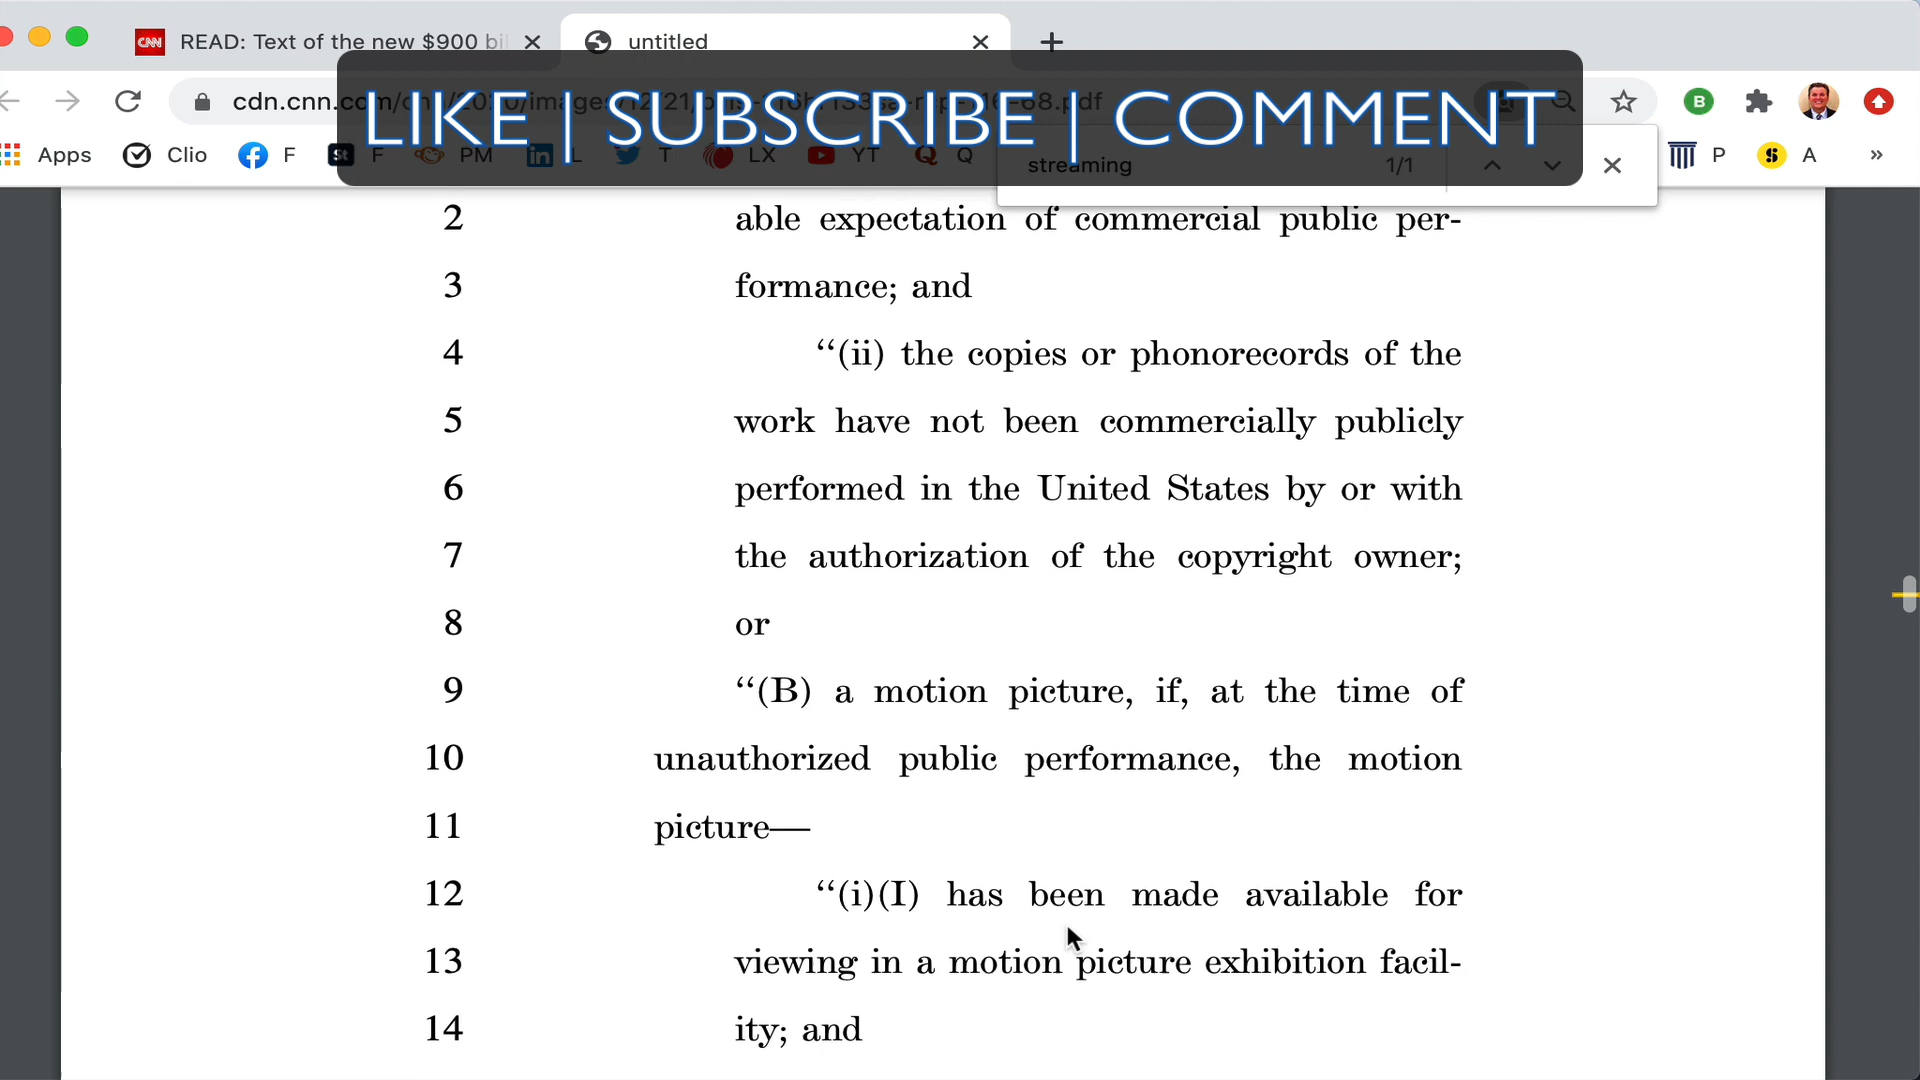 READ: Text of the new $900 bil
untitled
LIKE | SUBSCRIBE | COMMENT
cdn.cnn.com/
Apps
Clio
F
F
PM
L
T
LX
YT
Q
P
A
»
streaming
1/1
2 able expectation of commercial public per-
3 formance; and
4 ‘‘(ii) the copies or phonorecords of the
5 work have not been commercially publicly
6 performed in the United States by or with
7 the authorization of the copyright owner;
8 or
9 ‘‘(B) a motion picture, if, at the time of
10 unauthorized public performance, the motion
11 picture—
12 ‘‘(i)(I) has been made available for
13 viewing in a motion picture exhibition facil-
14 ity; and